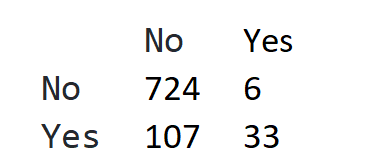 No Yes
No 724 6
Yes 107 33